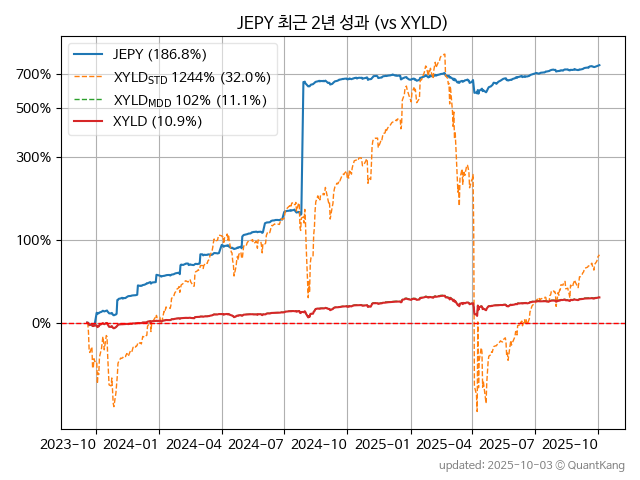 JEPY 최근 2년 성과 (vs XYLD)
JEPY (186.8%)
XYLD_STD 1244% (32.0%)
XYLD_MDD 102% (11.1%)
XYLD (10.9%)
700%
500%
300%
100%
0%
2023-10 2024-01 2024-04 2024-07 2024-10 2025-01 2025-04 2025-07 2025-10
updated: 2025-10-03 © QuantKang